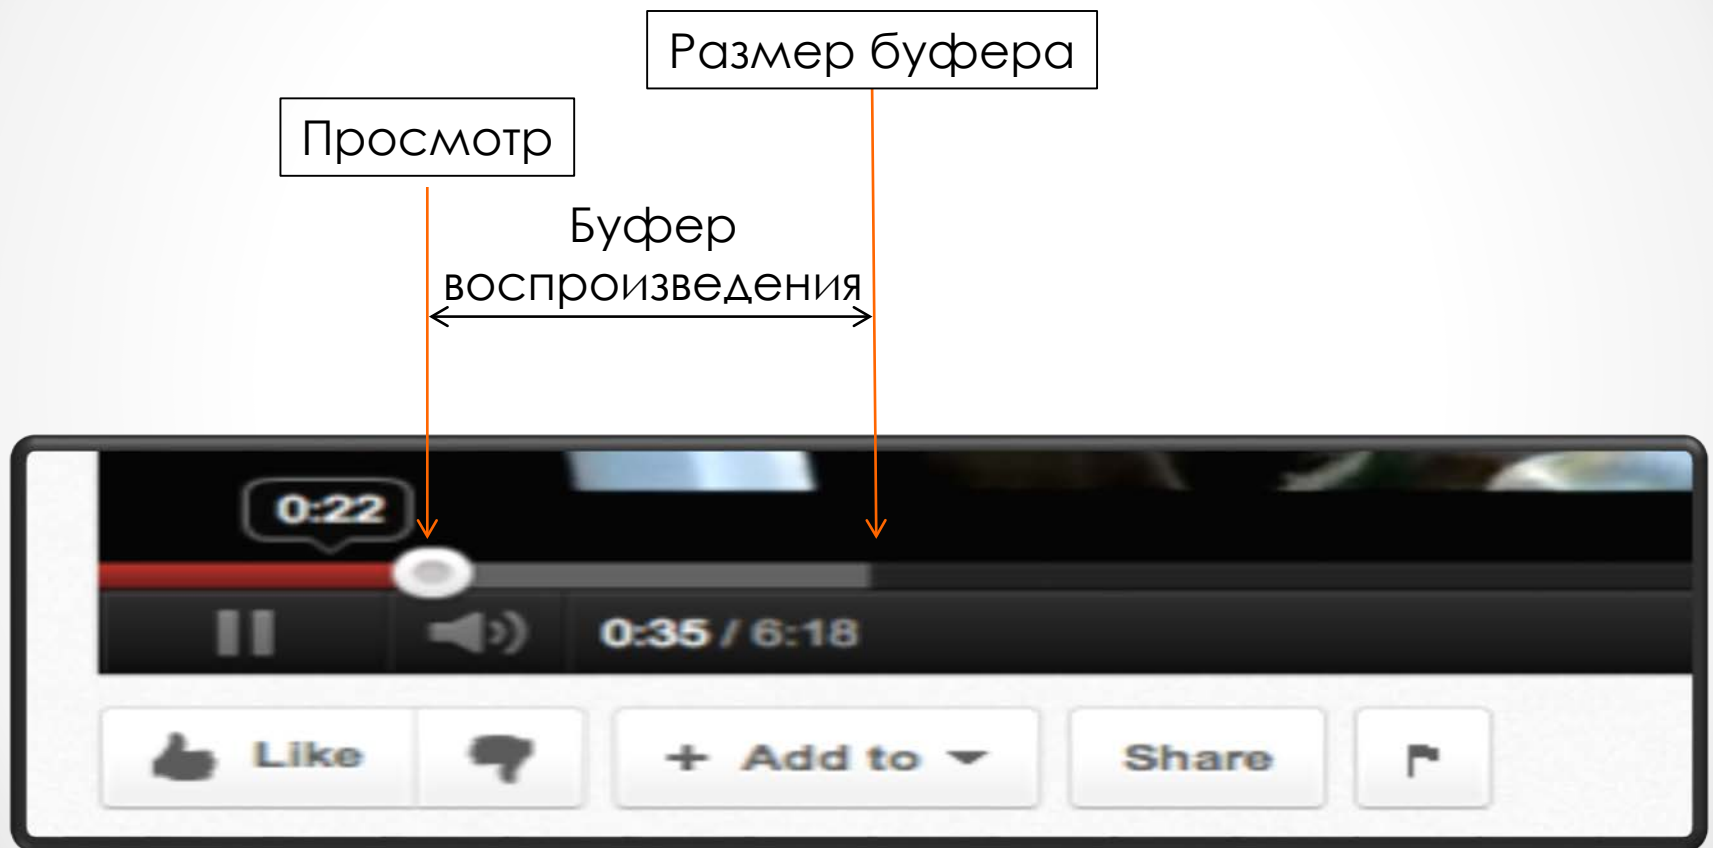 Размер буфера
Просмотр
Буфер
воспроизведения
0:22
0:35 / 6:18
Like
+ Add to
Share